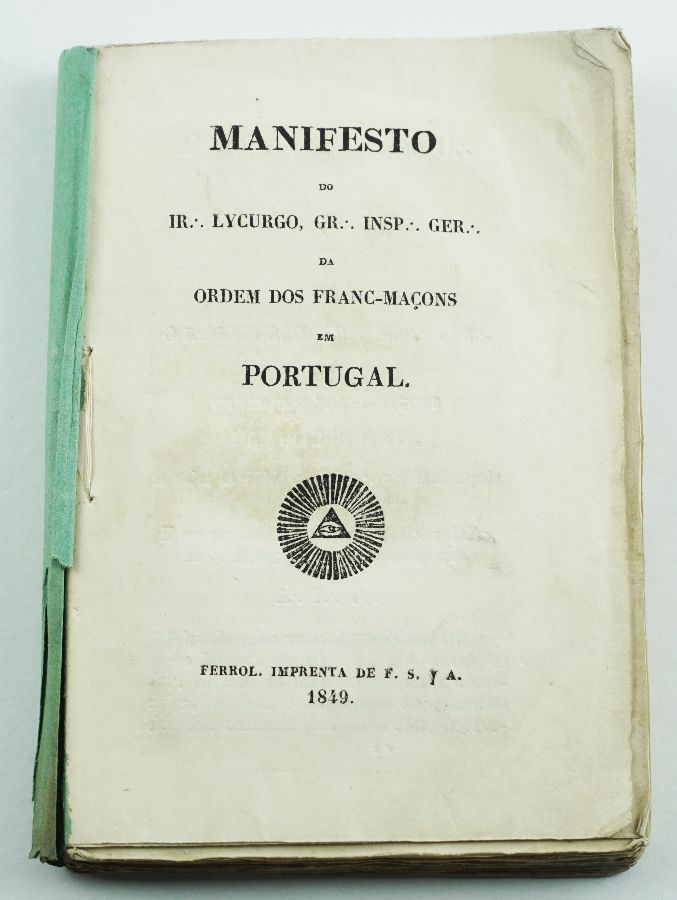 MANIFESTO
DO
IR.·. LYCURGO, GR.·. INSP.·. GER.·.
DA
ORDEM DOS FRANC-MAÇONS
EM
PORTUGAL.
FERROL. IMPRENTA DE F. S. Y A.
1849.